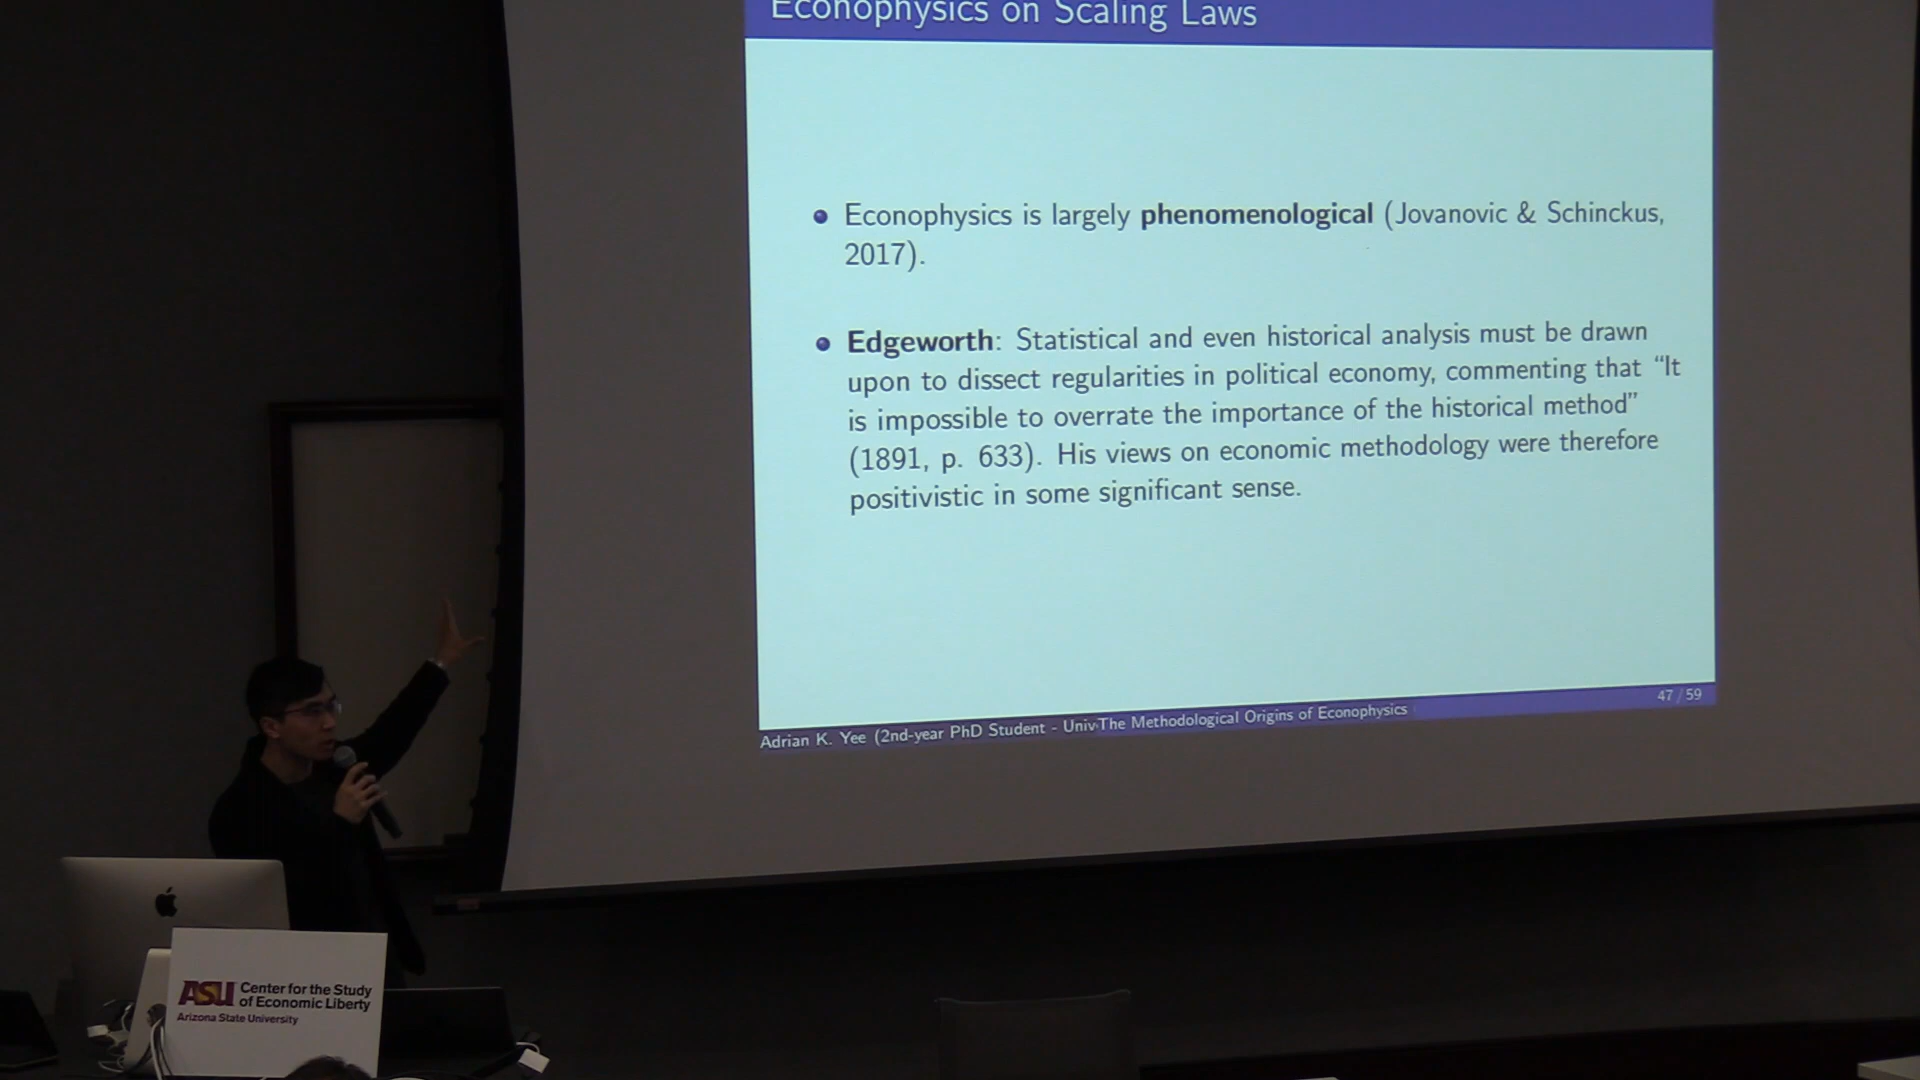 Econophysics on Scaling Laws
Econophysics is largely phenomenological (Jovanovic & Schinckus,
2017).
Edgeworth: Statistical and even historical analysis must be drawn
upon to dissect regularities in political economy, commenting that “It
is impossible to overrate the importance of the historical method”
(1891, p. 633). His views on economic methodology were therefore
positivistic in some significant sense.
47 / 59
Adrian K. Yee (2nd-year PhD Student - Univ The Methodological Origins of Econophysics
ASU Center for the Study
of Economic Liberty
Arizona State University